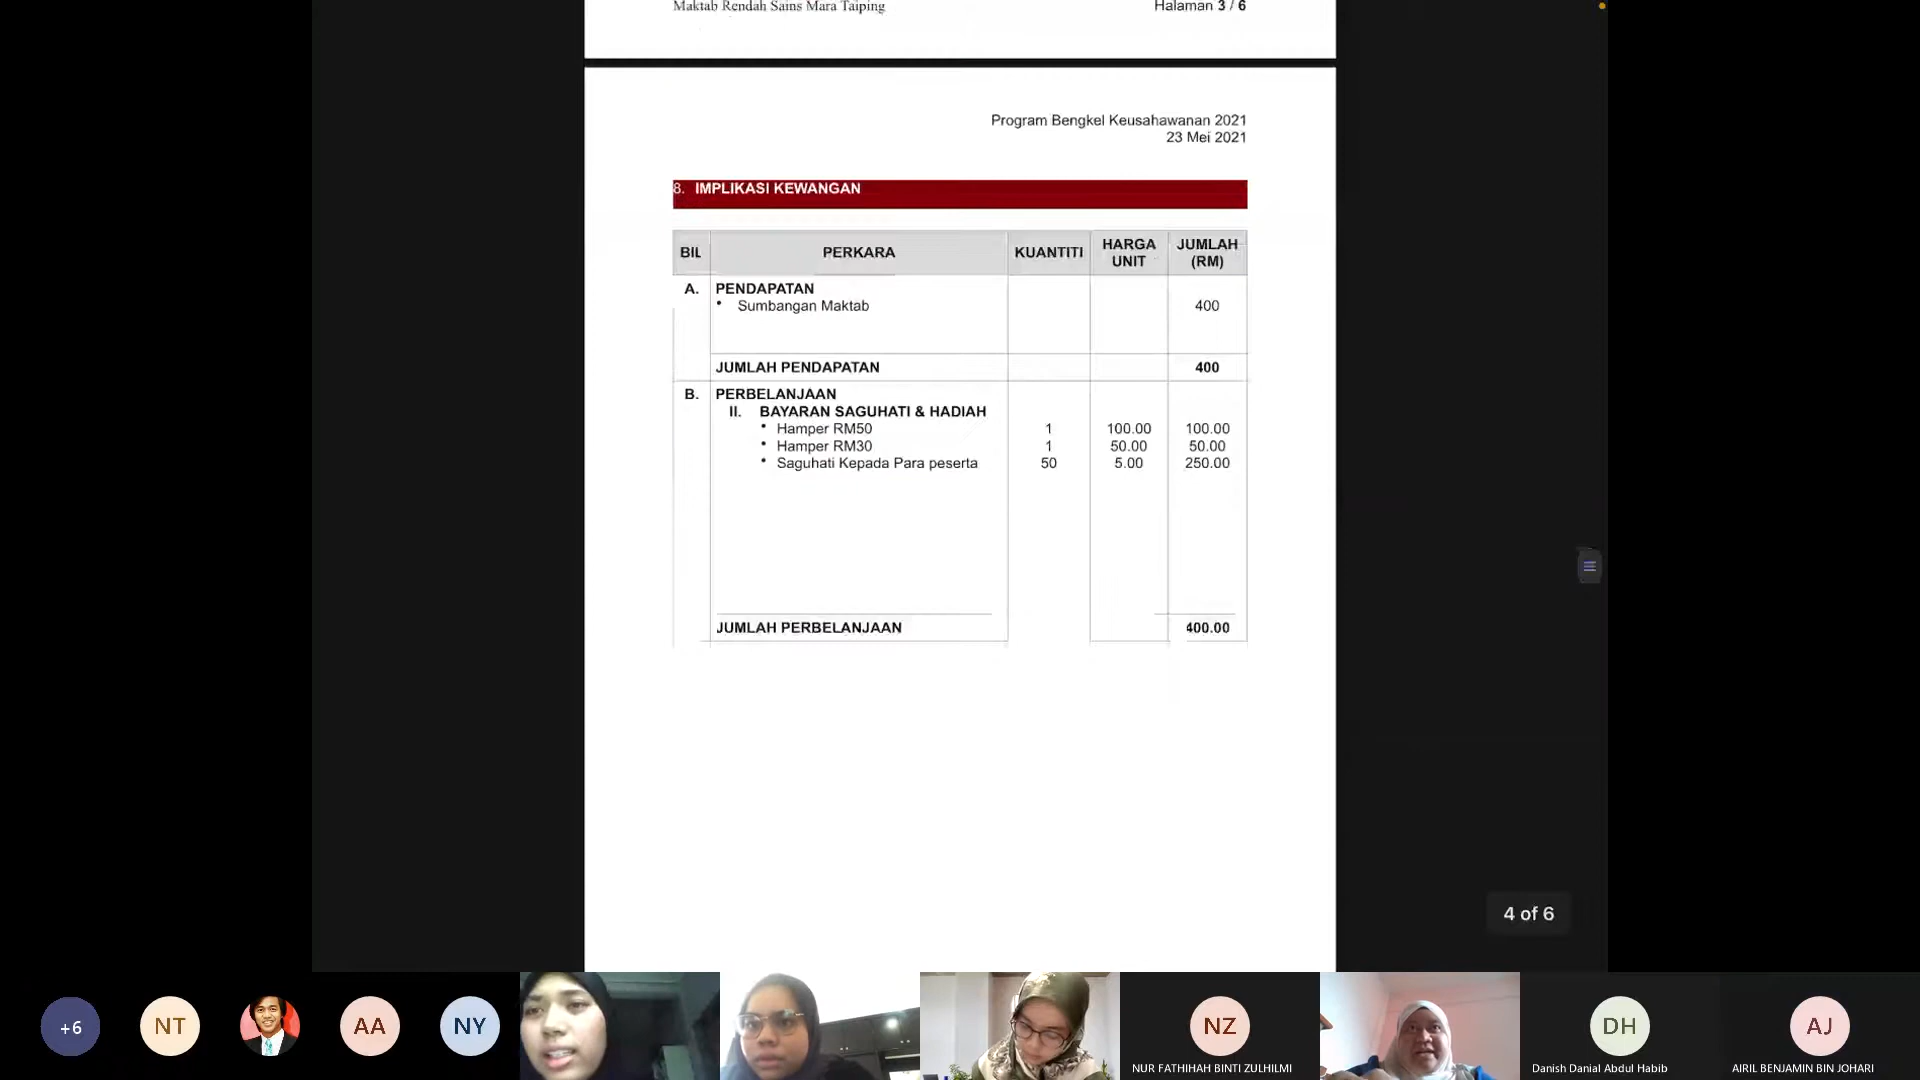 Maktab Rendah Sains Mara Taiping Halaman 3 / 6
Program Bengkel Keusahawanan 2021
23 Mei 2021
8. IMPLIKASI KEWANGAN
BIL PERKARA KUANTITI HARGA UNIT JUMLAH (RM)
A. PENDAPATAN
• Sumbangan Maktab 400
JUMLAH PENDAPATAN 400
B. PERBELANJAAN
II. BAYARAN SAGUHATI & HADIAH
• Hamper RM50 1 100.00 100.00
• Hamper RM30 1 50.00 50.00
• Saguhati Kepada Para peserta 50 5.00 250.00
JUMLAH PERBELANJAAN 400.00
4 of 6
+6 NT AA NY NZ DH AJ
NUR FATHIHAH BINTI ZULHILMI Danish Danial Abdul Habib AIRIL BENJAMIN BIN JOHARI